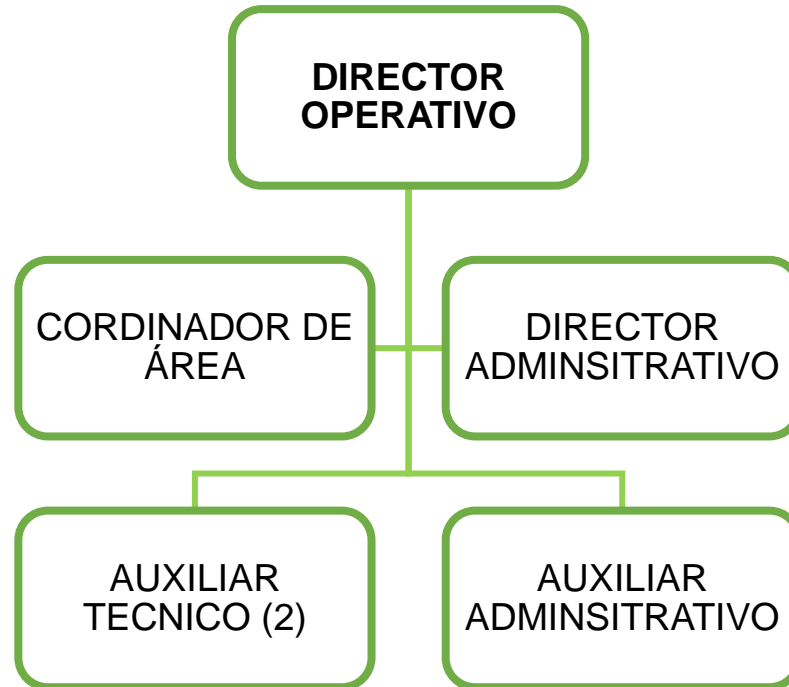 DIRECTOR
OPERATIVO
CORDINADOR DE
ÁREA
DIRECTOR
ADMINSITRATIVO
AUXILIAR
TECNICO (2)
AUXILIAR
ADMINSITRATIVO